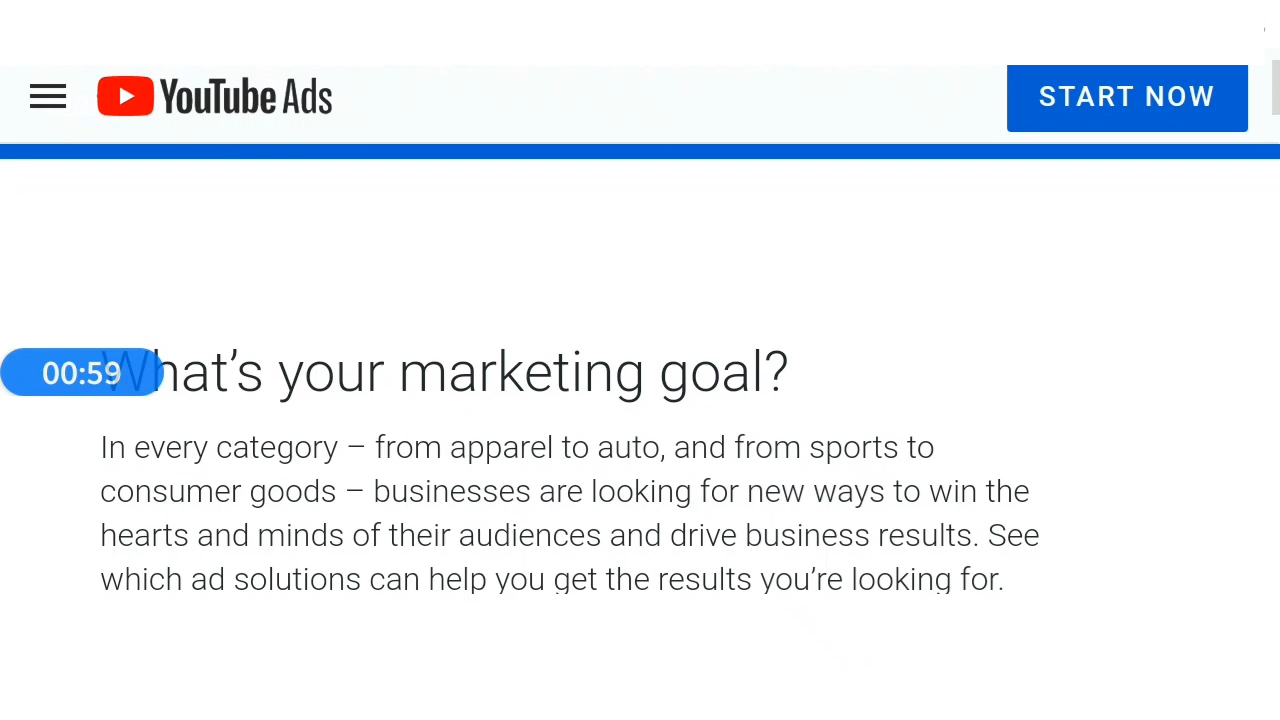 YouTube Ads
START NOW
00:59
What’s your marketing goal?
In every category – from apparel to auto, and from sports to
consumer goods – businesses are looking for new ways to win the
hearts and minds of their audiences and drive business results. See
which ad solutions can help you get the results you’re looking for.